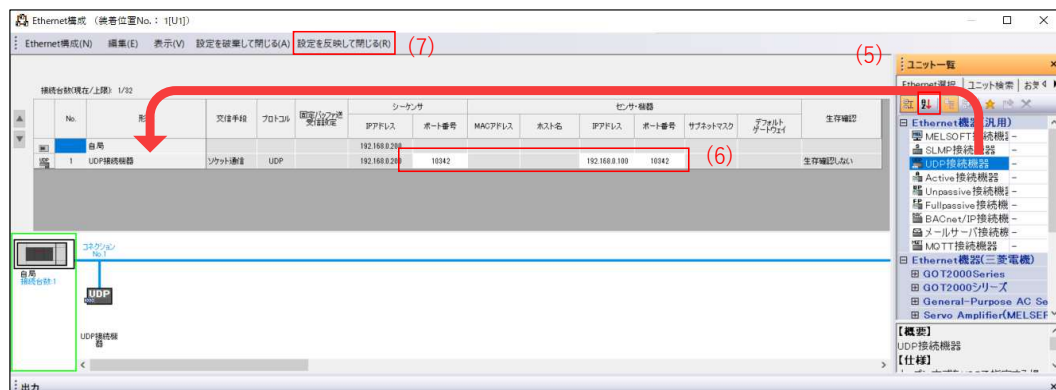 Ethernet構成 （装着位置No.： 1[U1]）
Ethernet構成(N) 編集(E) 表示(V) 設定を破棄して閉じる(A) 設定を反映して閉じる(R) (7)
(5)
ユニット一覧
Ethernet選択 ユニット検索 お気
接続台数(現在/上限): 1/32
No. 形 交信手段 プロトコル 固定バッファ送受信設定 シーケンサ センサ・機器 生存確認
IPアドレス ポート番号 MACアドレス ホスト名 IPアドレス ポート番号 サブネットマスク デフォルトゲートウェイ
自局 192.168.0.200
1 UDP接続機器 ソケット通信 UDP 192.168.0.200 10342 192.168.0.100 10342 生存確認しない
(6)
Ethernet機器(汎用)
MELSOFT接続機器 -
SLMP接続機器 -
UDP接続機器 -
Active接続機器 -
Unpassive接続機 -
Fullpassive接続機 -
BACnet/IP接続機 -
メールサーバ接続機 -
MQTT接続機器 -
Ethernet機器(三菱電機)
GOT2000Series
GOT2000シリーズ
General-Purpose AC Se
Servo Amplifier(MELSEF
コネクション
No.1
自局
接続台数:1
UDP
UDP接続機
器
【概要】
UDP接続機器
【仕様】
出力